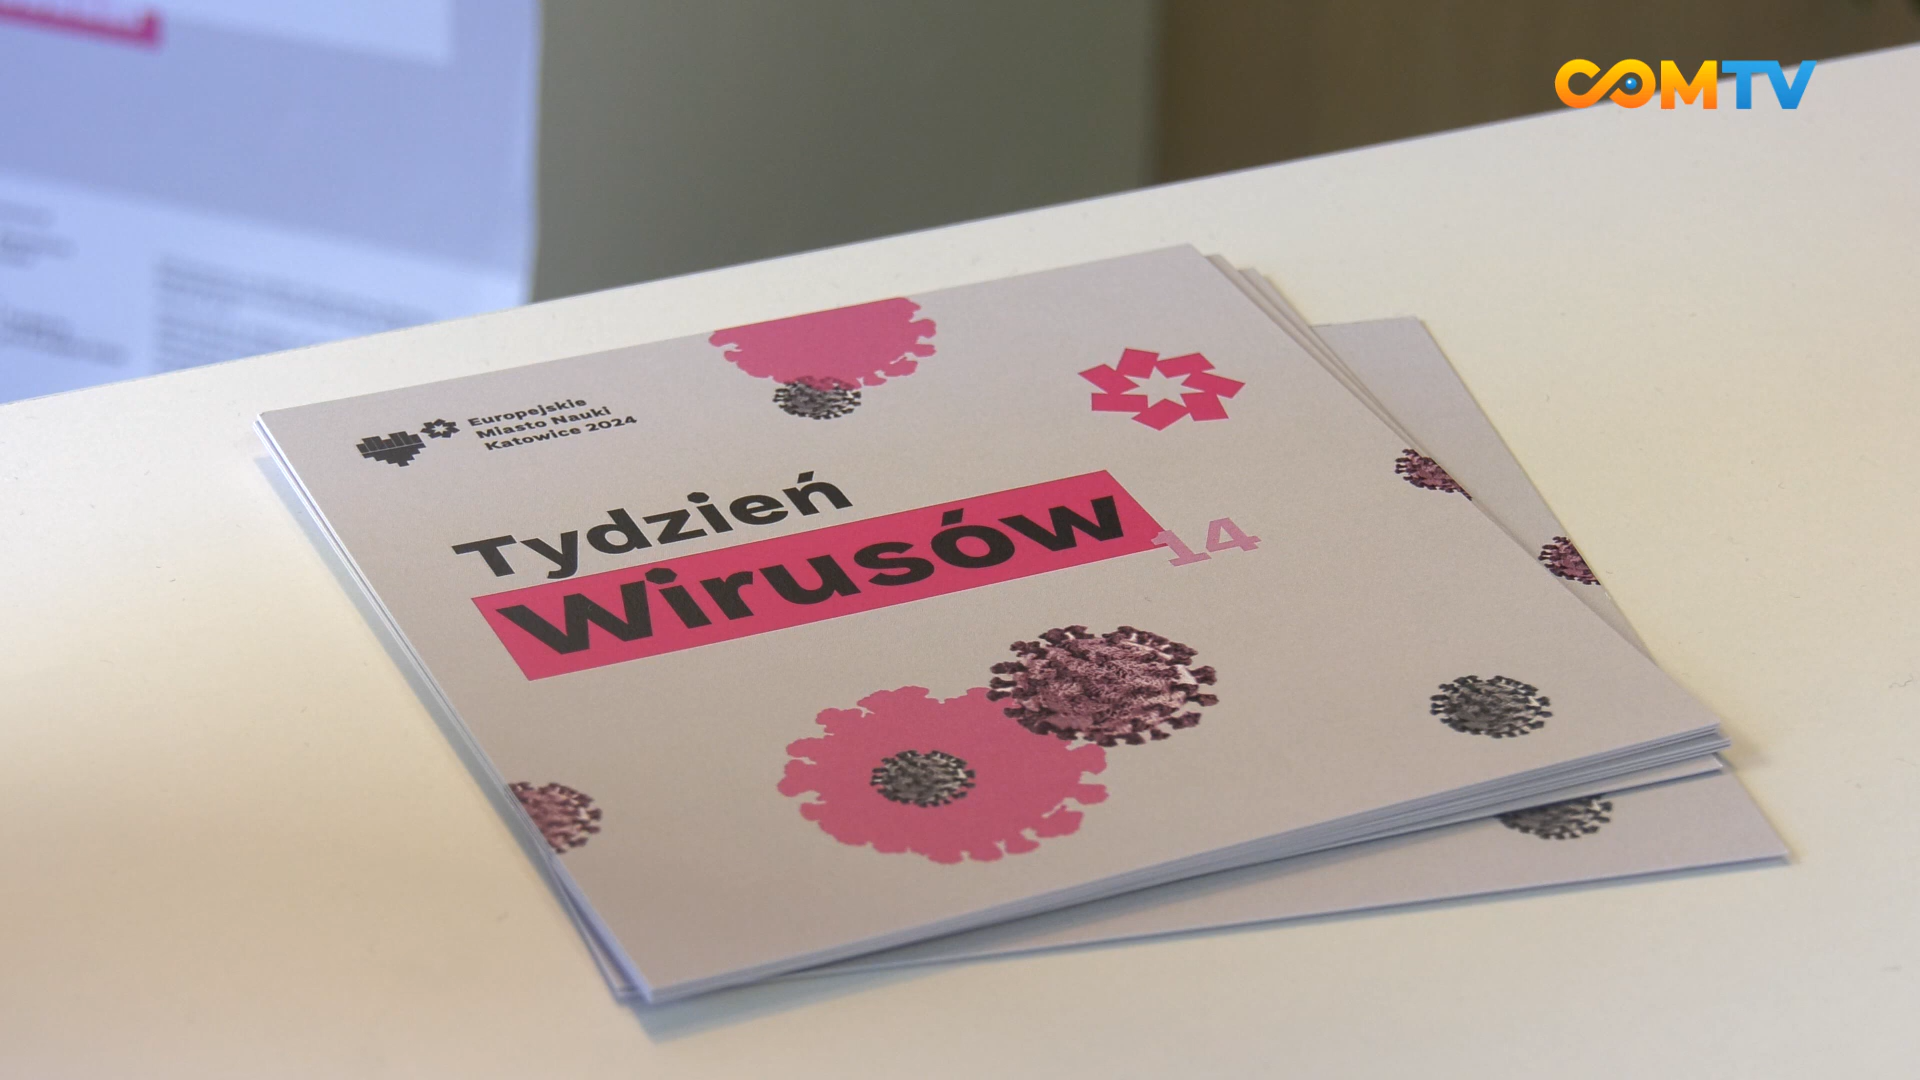 COMTV
Europejskie
Miasto Nauki
Katowice 2024
Tydzień
Wirusów
14